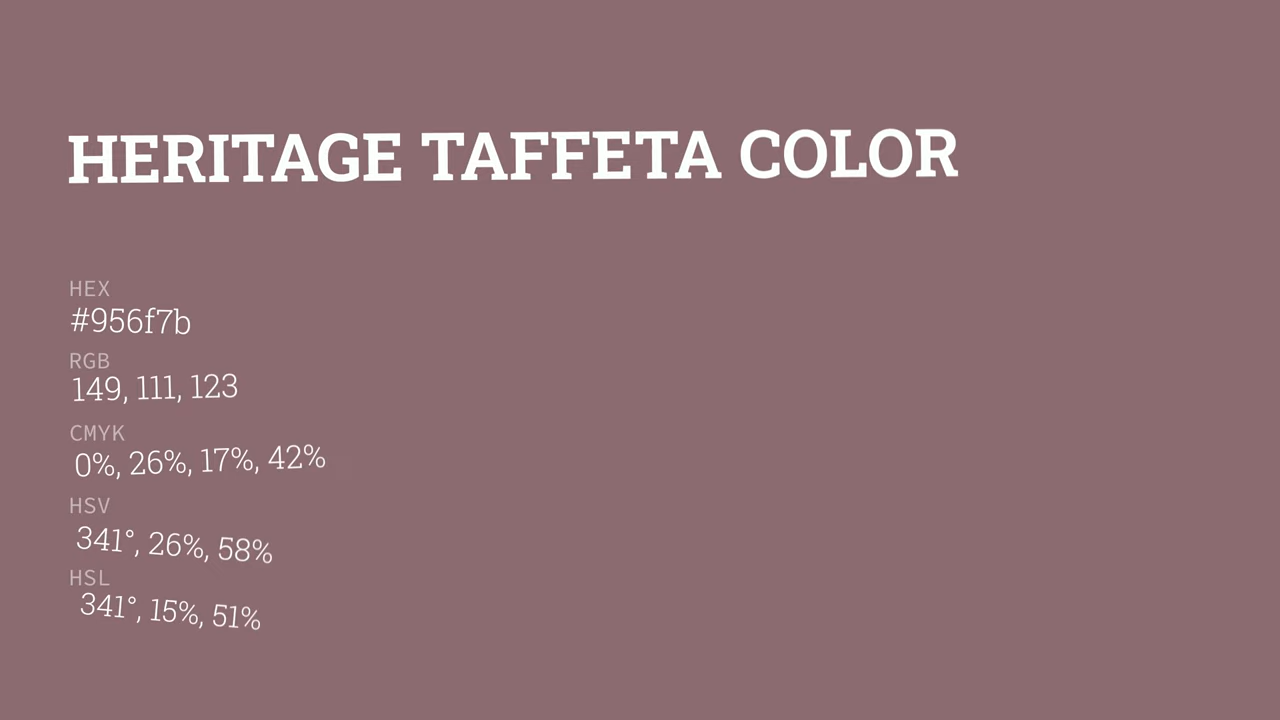 HERITAGE TAFFETA COLOR
HEX
#956f7b
RGB
149, 111, 123
CMYK
0%, 26%, 17%, 42%
HSV
341°, 26%, 58%
HSL
341°, 15%, 51%